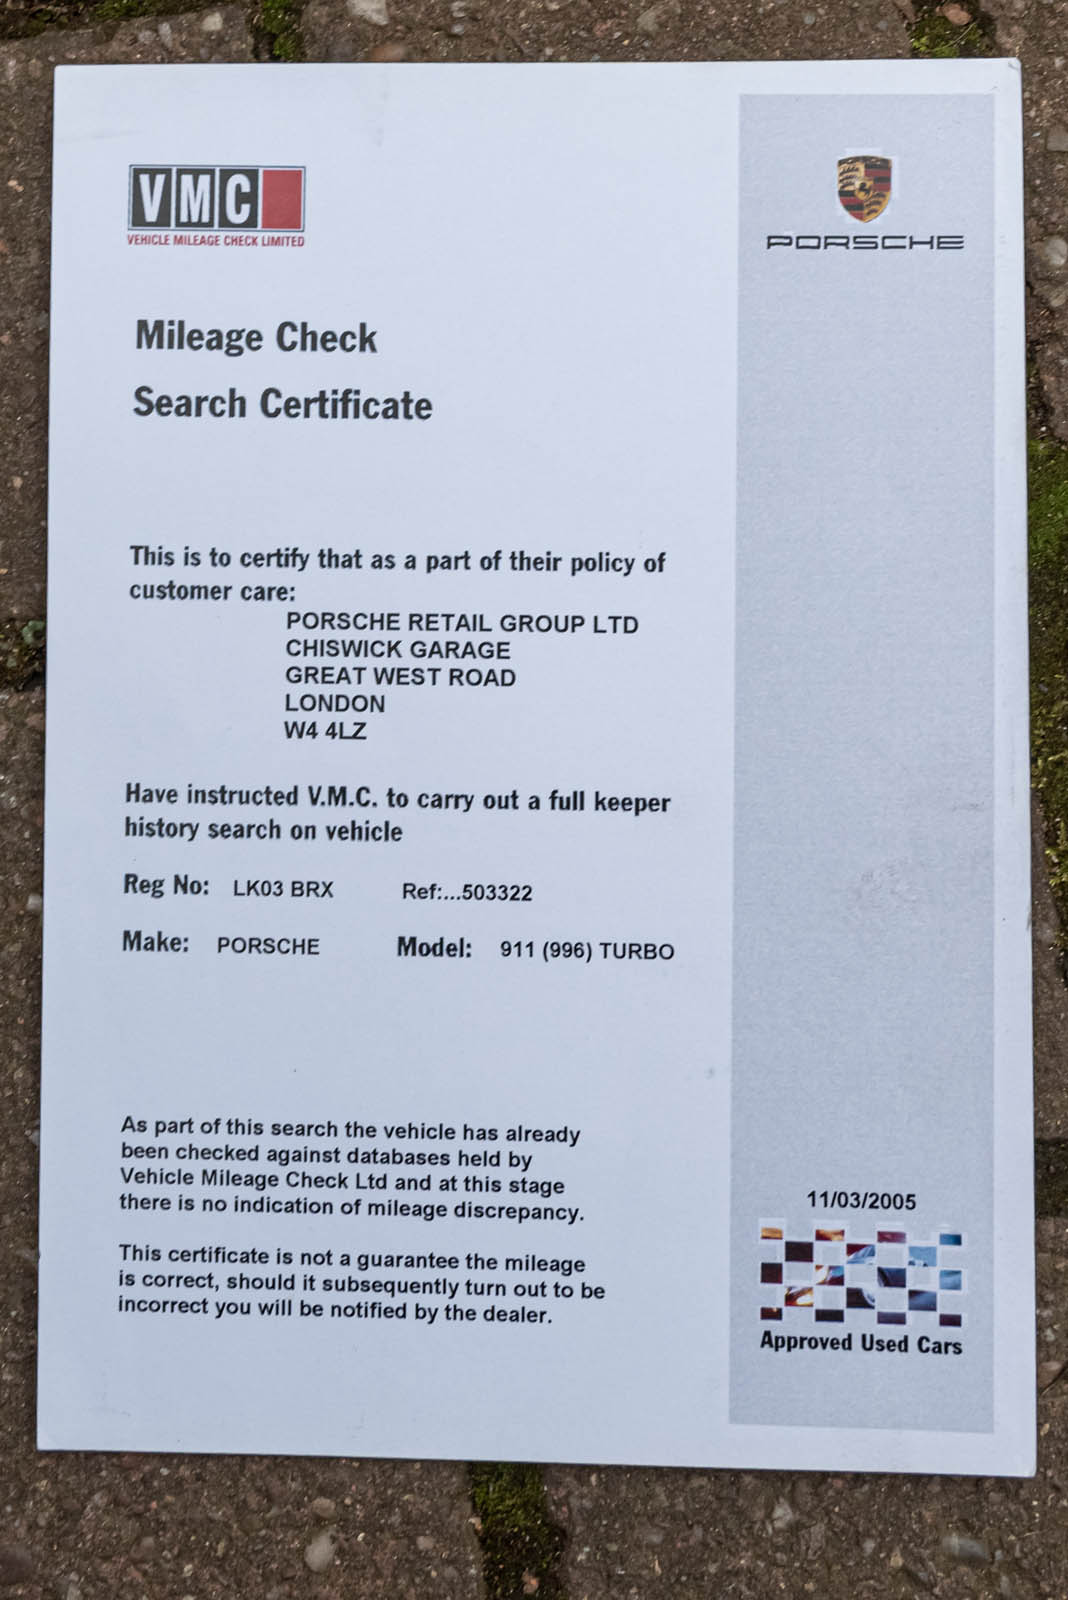 VMC
VEHICLE MILEAGE CHECK LIMITED
PORSCHE
Mileage Check
Search Certificate
This is to certify that as a part of their policy of
customer care:
PORSCHE RETAIL GROUP LTD
CHISWICK GARAGE
GREAT WEST ROAD
LONDON
W4 4LZ
Have instructed V.M.C. to carry out a full keeper
history search on vehicle
Reg No: LK03 BRX Ref:...503322
Make: PORSCHE Model: 911 (996) TURBO
As part of this search the vehicle has already
been checked against databases held by
Vehicle Mileage Check Ltd and at this stage
there is no indication of mileage discrepancy.
This certificate is not a guarantee the mileage
is correct, should it subsequently turn out to be
incorrect you will be notified by the dealer.
11/03/2005
Approved Used Cars